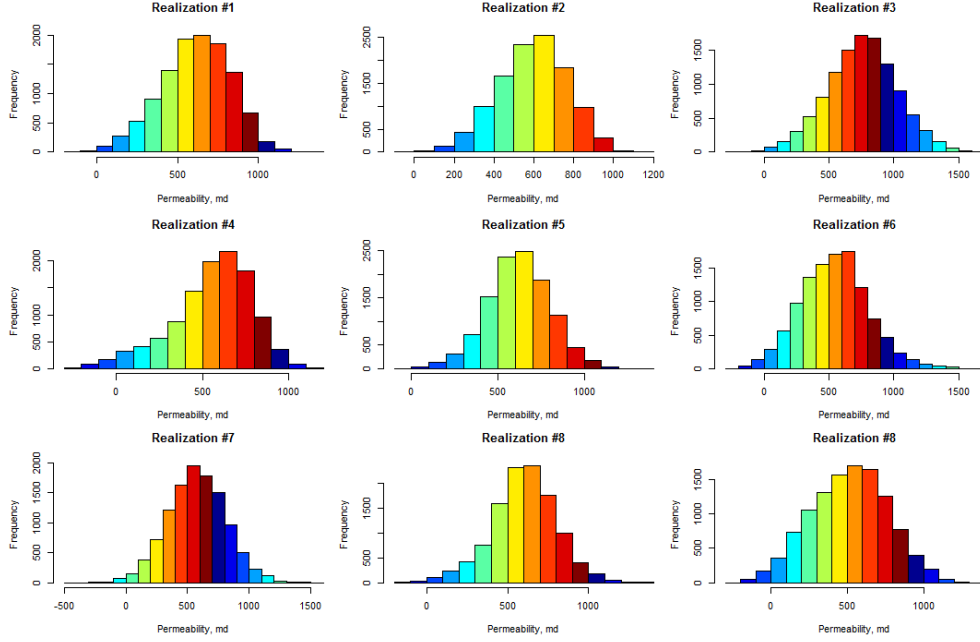 Realization #1
Frequency
0 500 1000 1500 2000
0 500 1000
Permeability, md
Realization #2
Frequency
0 500 1500 2500
0 200 400 600 800 1000 1200
Permeability, md
Realization #3
Frequency
0 500 1000 1500
0 500 1000 1500
Permeability, md
Realization #4
Frequency
0 500 1000 2000
0 500 1000
Permeability, md
Realization #5
Frequency
0 500 1500 2500
0 500 1000
Permeability, md
Realization #6
Frequency
0 500 1000 1500
0 500 1000 1500
Permeability, md
Realization #7
Frequency
0 500 1000 1500 2000
-500 0 500 1000 1500
Permeability, md
Realization #8
Frequency
0 500 1500
0 500 1000
Permeability, md
Realization #8
Frequency
0 500 1000 1500
0 500 1000
Permeability, md